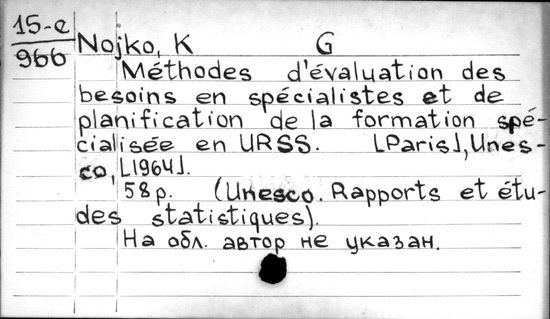 15-е
966
Nojko, K G
Méthodes d'évaluation des
besoins en spécialistes et de
planification de la formation spé-
cialisée en URSS. [Paris], Unes-
co, [1964].
58p. (Unesco. Rapports et étu-
des statistiques).
На обл. автор не указан.